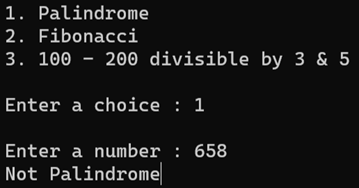 1. Palindrome
2. Fibonacci
3. 100 - 200 divisible by 3 & 5
Enter a choice : 1
Enter a number : 658
Not Palindrome